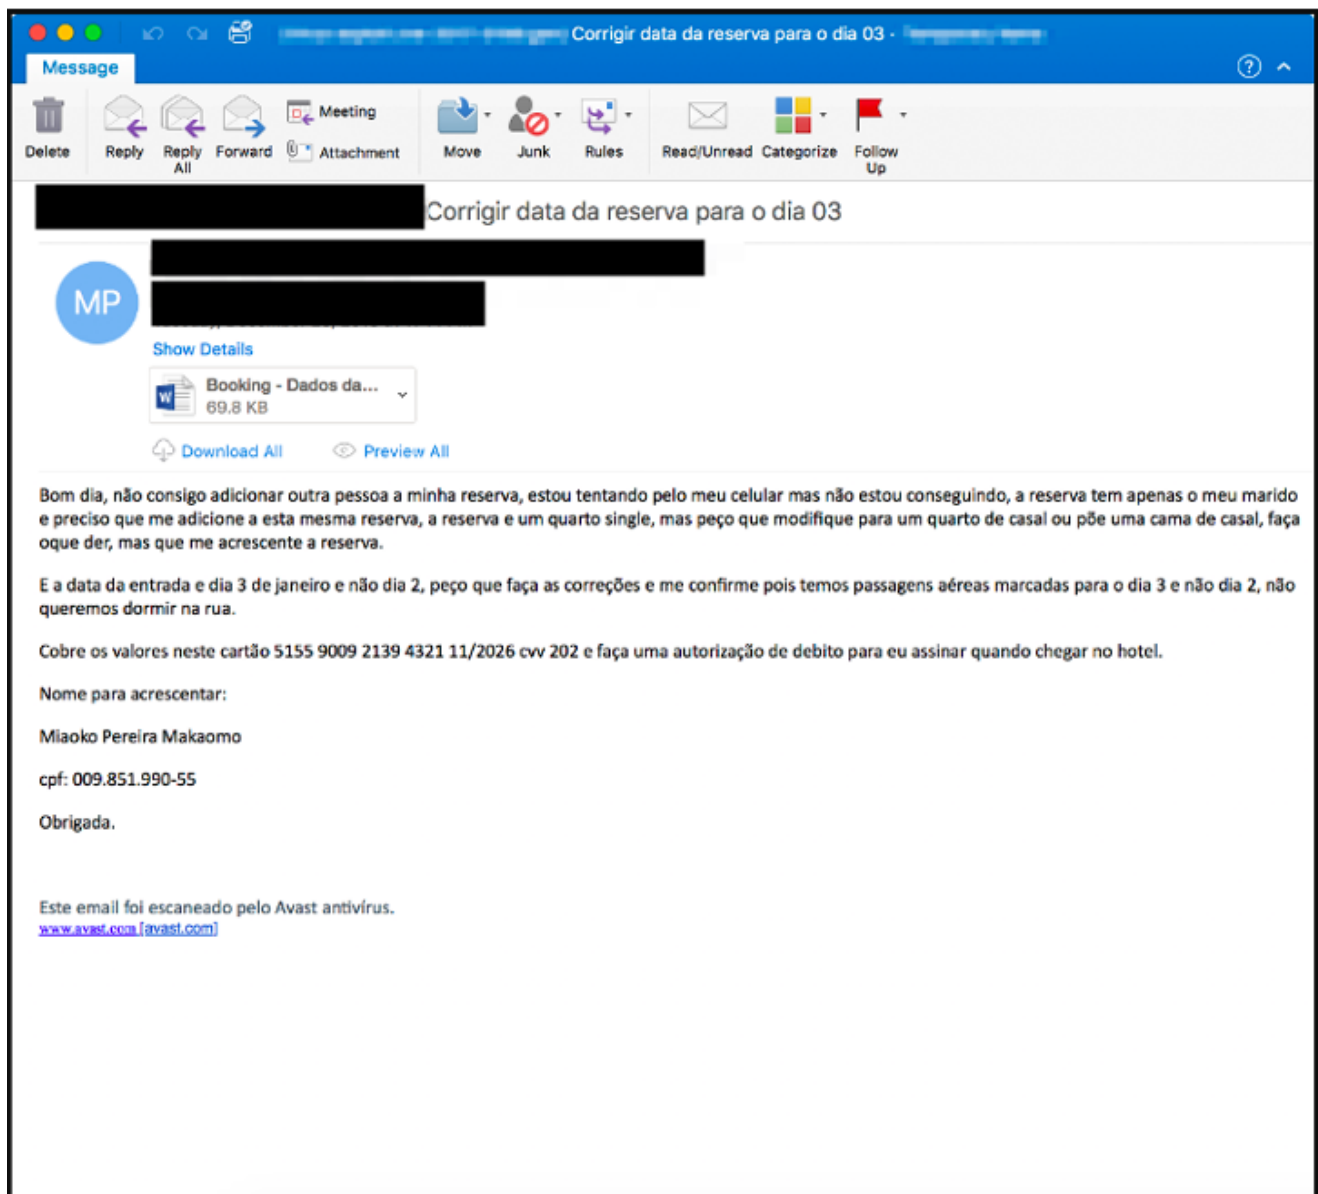 Corrigir data da reserva para o dia 03 -
Message
Delete
Reply
Reply All
Forward
Meeting
Attachment
Move
Junk
Rules
Read/Unread
Categorize
Follow Up
Corrigir data da reserva para o dia 03
MP
Show Details
Booking - Dados da...
69.8 KB
Download All
Preview All
Bom dia, não consigo adicionar outra pessoa a minha reserva, estou tentando pelo meu celular mas não estou conseguindo, a reserva tem apenas o meu marido
e preciso que me adicione a esta mesma reserva, a reserva e um quarto single, mas peço que modifique para um quarto de casal ou põe uma cama de casal, faça
oque der, mas que me acrescente a reserva.
E a data da entrada e dia 3 de janeiro e não dia 2, peço que faça as correções e me confirme pois temos passagens aéreas marcadas para o dia 3 e não dia 2, não
queremos dormir na rua.
Cobre os valores neste cartão 5155 9009 2139 4321 11/2026 cvv 202 e faça uma autorização de debito para eu assinar quando chegar no hotel.
Nome para acrescentar:
Miaoko Pereira Makaomo
cpf: 009.851.990-55
Obrigada.
Este email foi escaneado pelo Avast antivírus.
www.avast.com [avast.com]